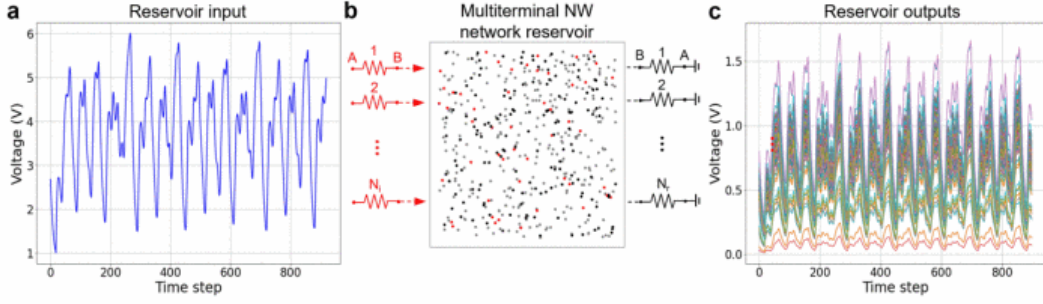 a
Reservoir input
Voltage (V)
6
5
4
3
2
1
0 200 400 600 800
Time step
b
Multiterminal NW
network reservoir
A 1 B
2
Ni
B 1 A
2
Nr
c
Reservoir outputs
Voltage (V)
1.5
1.0
0.5
0.0
0 200 400 600 800
Time step